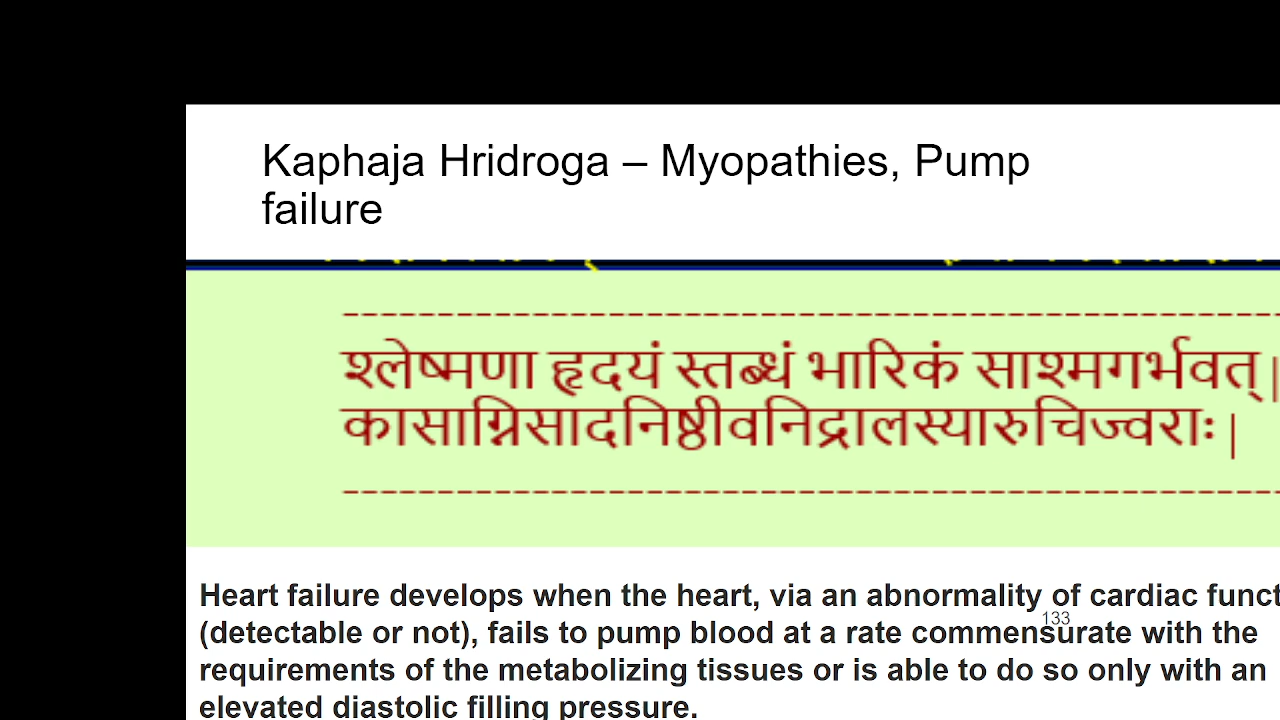 Kaphaja Hridroga – Myopathies, Pump
failure
श्लेष्मणा हृदयं स्तब्धं भारिकं साश्मगर्भवत् |
कासाग्निसादनिष्ठीवनिद्रालस्यारुचिज्वराः |
Heart failure develops when the heart, via an abnormality of cardiac funct
133
(detectable or not), fails to pump blood at a rate commensurate with the
requirements of the metabolizing tissues or is able to do so only with an
elevated diastolic filling pressure.